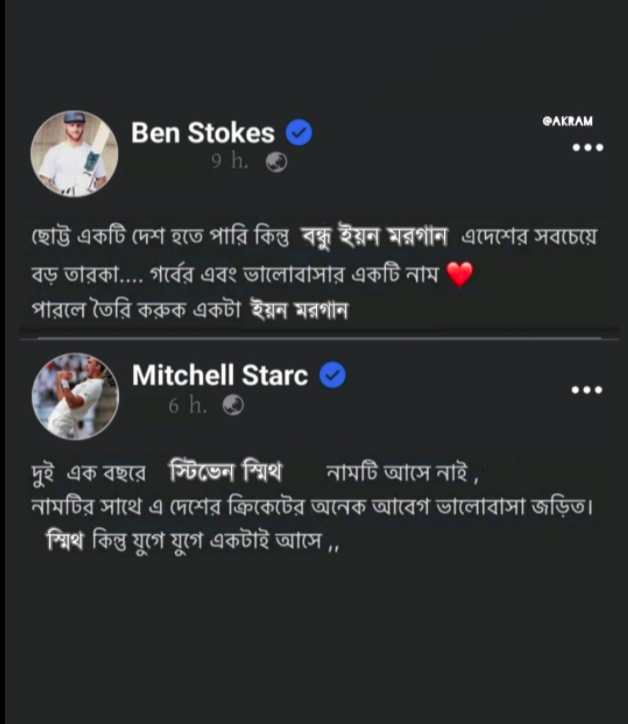 @AKRAM
Ben Stokes
9 h.
ছোট্ট একটি দেশ হতে পারি কিন্তু বন্ধু ইয়ন মরগান এদেশের সবচেয়ে
বড় তারকা.... গর্বের এবং ভালোবাসার একটি নাম ❤️
পারলে তৈরি করুক একটা ইয়ন মরগান
Mitchell Starc
6 h.
দুই এক বছরে স্টিভেন স্মিথ নামটি আসে নাই ,
নামটির সাথে এ দেশের ক্রিকেটের অনেক আবেগ ভালোবাসা জড়িত।
স্মিথ কিন্তু যুগে যুগে একটাই আসে ,,